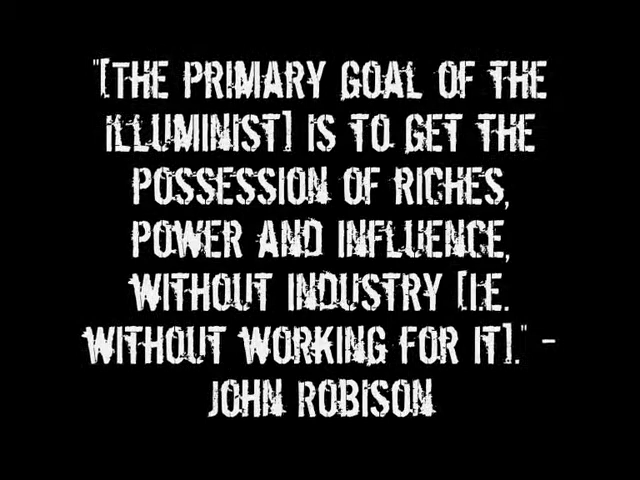 "[THE PRIMARY GOAL OF THE
ILLUMINIST] IS TO GET THE
POSSESSION OF RICHES,
POWER AND INFLUENCE,
WITHOUT INDUSTRY [I.E.
WITHOUT WORKING FOR IT]." -
JOHN ROBISON